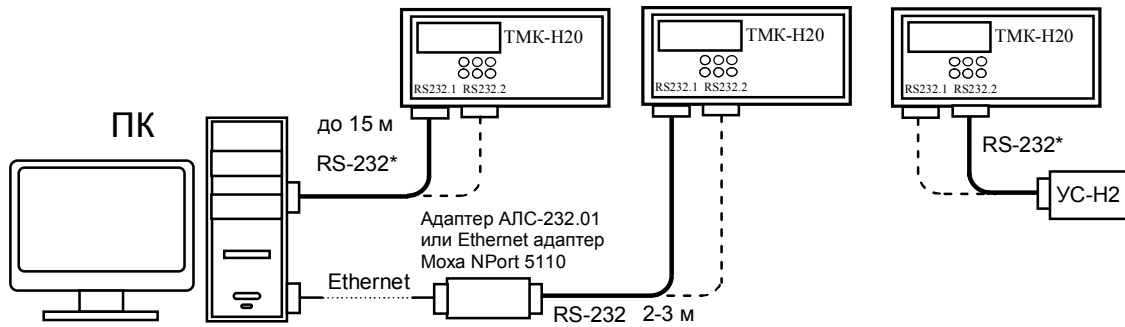 ТМК-Н20
RS232.1 RS232.2
ТМК-Н20
RS232.1 RS232.2
ТМК-Н20
RS232.1 RS232.2
ПК
до 15 м
RS-232*
RS-232*
УС-Н2
Адаптер АЛС-232.01
или Ethernet адаптер
Моха NPort 5110
Ethernet
RS-232 2-3 м